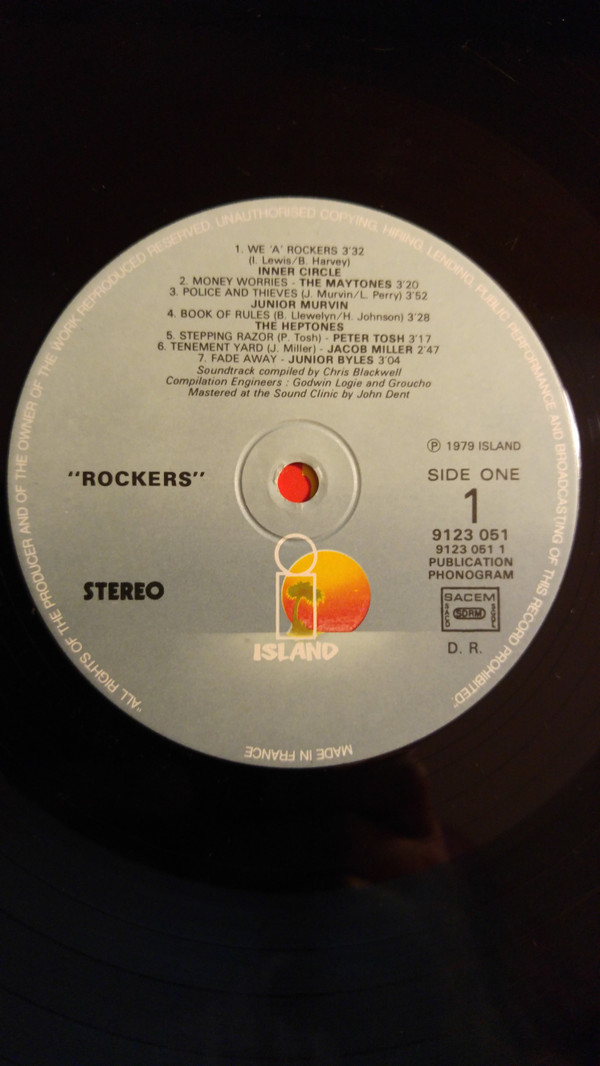 1. WE 'A' ROCKERS 3'32
(I. Lewis/B. Harvey)
INNER CIRCLE
2. MONEY WORRIES - THE MAYTONES 3'20
3. POLICE AND THIEVES (J. Murvin/L. Perry) 3'52
JUNIOR MURVIN
4. BOOK OF RULES (B. Llewelyn/H. Johnson) 3'28
THE HEPTONES
5. STEPPING RAZOR (P. Tosh) - PETER TOSH 3'17
6. TENEMENT YARD (J. Miller) - JACOB MILLER 2'47
7. FADE AWAY - JUNIOR BYLES 3'04
Soundtrack compiled by Chris Blackwell
Compilation Engineers : Godwin Logie and Groucho
Mastered at the Sound Clinic by John Dent
"ROCKERS"
℗ 1979 ISLAND
SIDE ONE
1
9123 051
9123 051 1
PUBLICATION
PHONOGRAM
STEREO
SACEM
SACD SDRM SGDL
D. R.
ISLAND
"ALL RIGHTS OF THE PRODUCER AND OF THE OWNER OF THE WORK REPRODUCED RESERVED. UNAUTHORISED COPYING, HIRING, LENDING, PUBLIC PERFORMANCE AND BROADCASTING OF THIS RECORD PROHIBITED."
MADE IN FRANCE